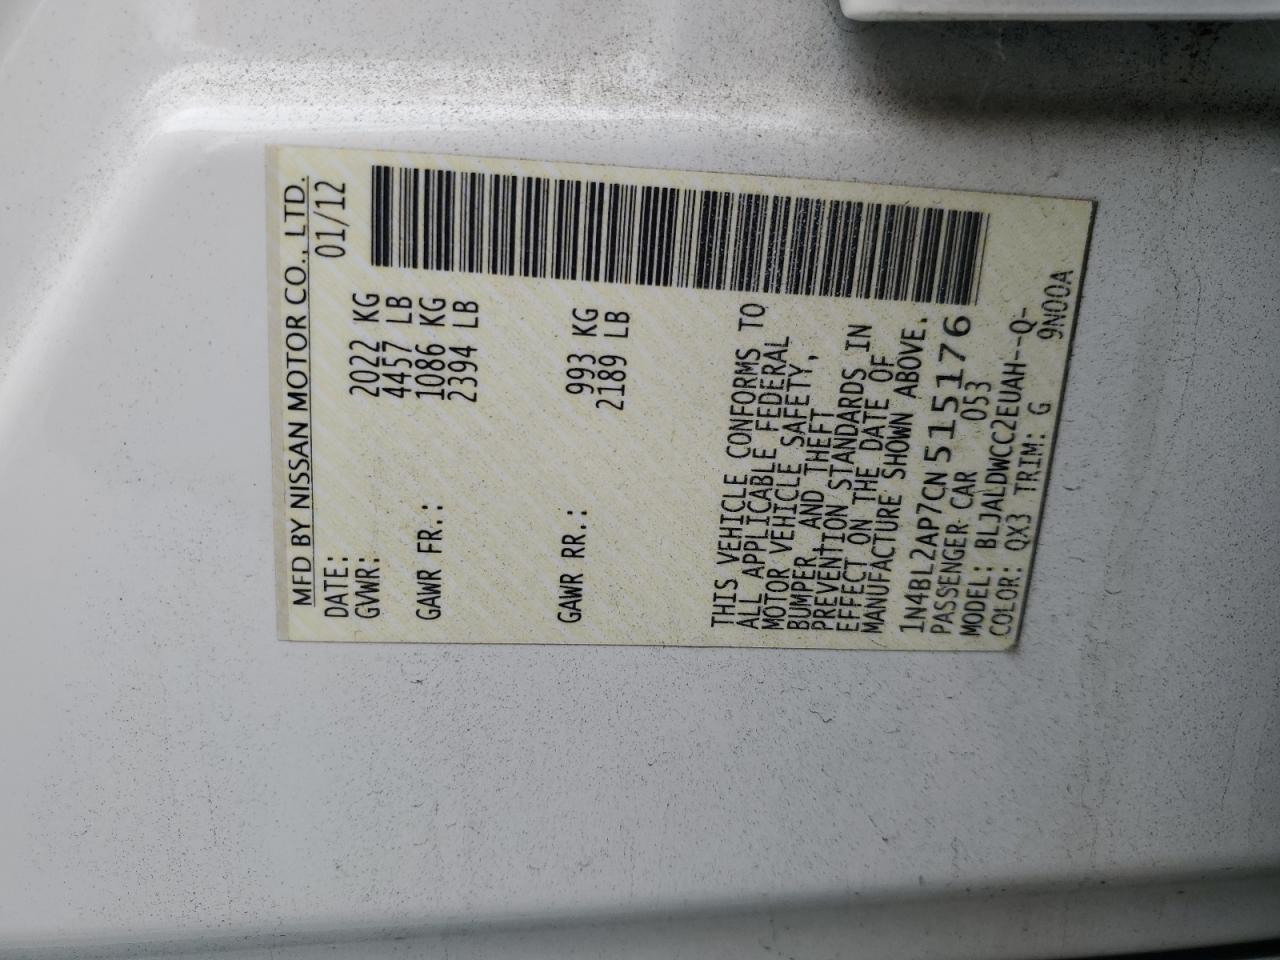 MFD BY NISSAN MOTOR CO., LTD.
DATE: 01/12
GVWR: 2022 KG
4457 LB
GAWR FR.: 1086 KG
2394 LB
GAWR RR.: 993 KG
2189 LB
THIS VEHICLE CONFORMS TO
ALL APPLICABLE FEDERAL
MOTOR VEHICLE SAFETY,
BUMPER, AND THEFT
PREVENTION STANDARDS IN
EFFECT ON THE DATE OF
MANUFACTURE SHOWN ABOVE.
1N4BL2AP7CN515176
PASSENGER CAR 053
MODEL: BLJALDWCC2EUAH--Q-
COLOR: QX3 TRIM: G 9N00A